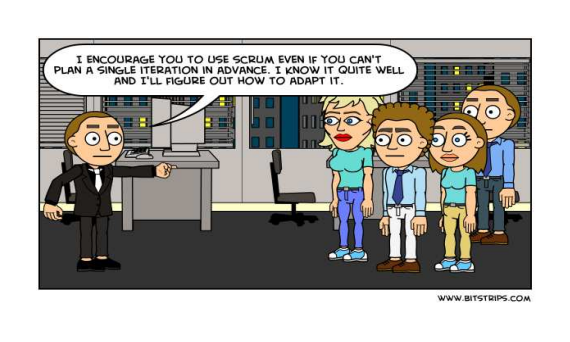 I ENCOURAGE YOU TO USE SCRUM EVEN IF YOU CAN'T
PLAN A SINGLE ITERATION IN ADVANCE. I KNOW IT QUITE WELL
AND I'LL FIGURE OUT HOW TO ADAPT IT.
WWW.BITSTRIPS.COM